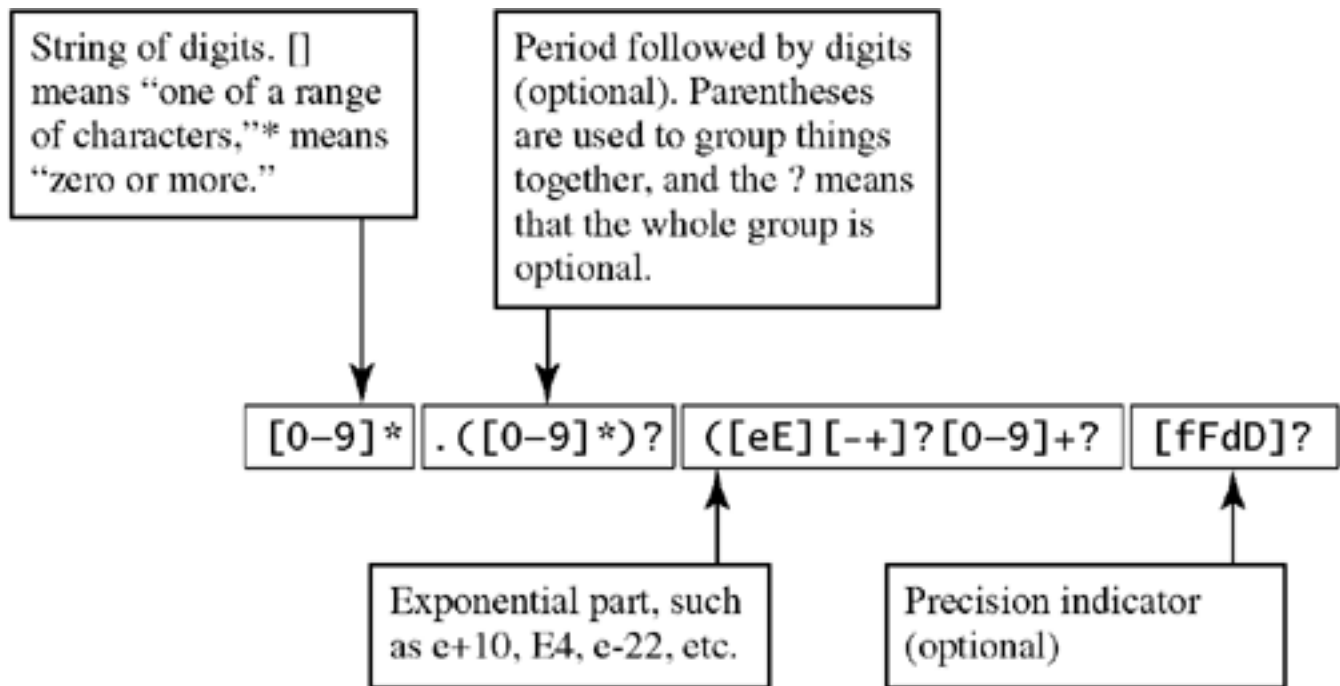 String of digits. []
means “one of a range
of characters,”* means
“zero or more.”
Period followed by digits
(optional). Parentheses
are used to group things
together, and the ? means
that the whole group is
optional.
[0–9]* .([0–9]*)? ([eE][-+]?[0–9]+? [fFdD]?
Exponential part, such
as e+10, E4, e-22, etc.
Precision indicator
(optional)